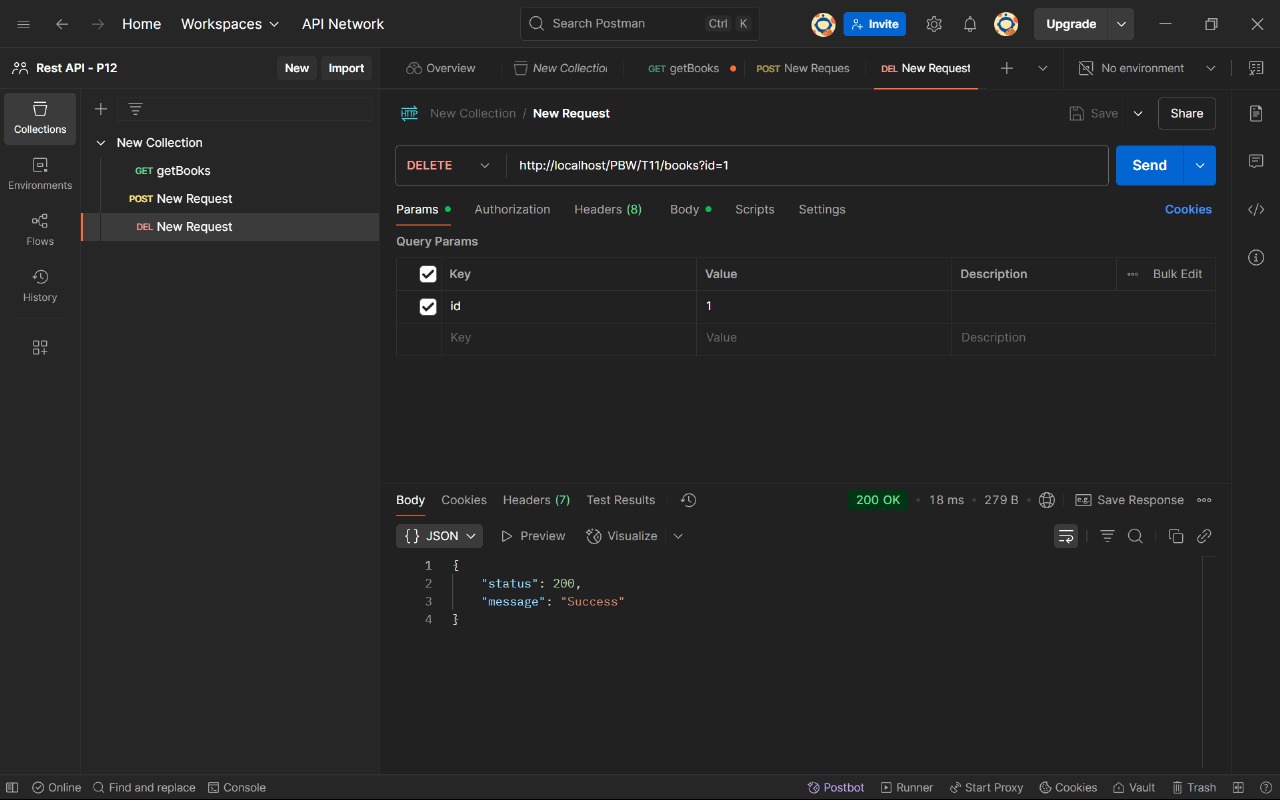 Home Workspaces API Network Search Postman Ctrl K Invite Upgrade
Rest API - P12 New Import Overview New Collection GET getBooks POST New Reques DEL New Request No environment
New Collection / New Request Save Share
Collections
New Collection
GET getBooks
POST New Request
DEL New Request
Environments
Flows
History
DELETE http://localhost/PBW/T11/books?id=1 Send
Params Authorization Headers (8) Body Scripts Settings Cookies
Query Params
Key Value Description Bulk Edit
id 1
Key Value Description
Body Cookies Headers (7) Test Results 200 OK 18 ms 279 B e.g. Save Response
{} JSON Preview Visualize
1 {
2 "status": 200,
3 "message": "Success"
4 }
Online Find and replace Console Postbot Runner Start Proxy Cookies Vault Trash